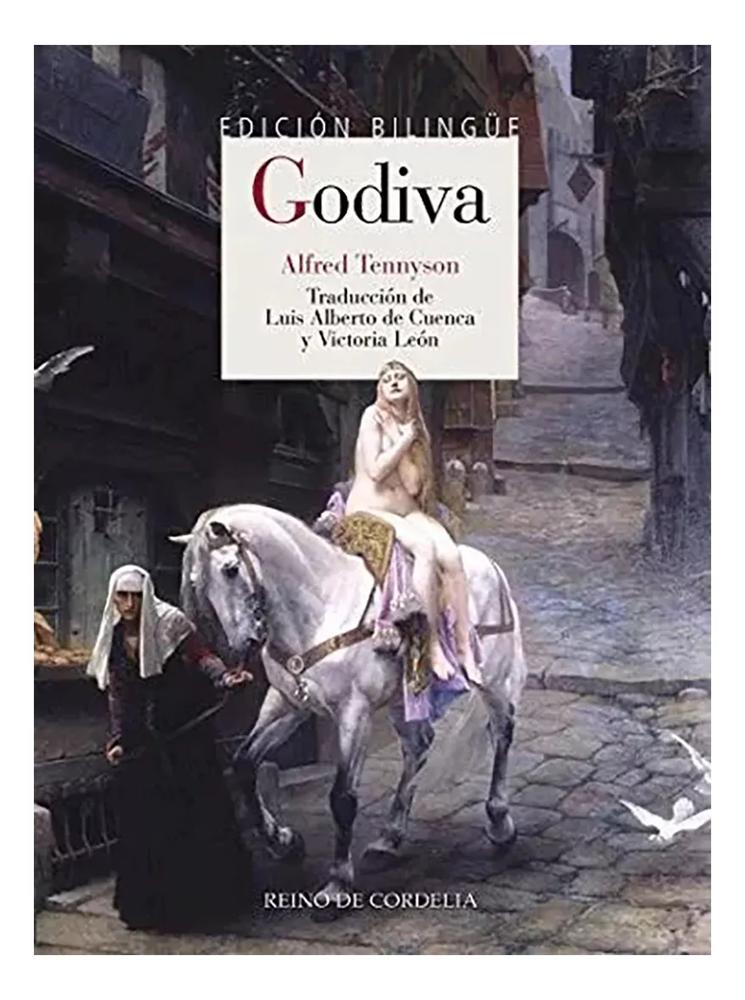 EDICIÓN BILINGÜE
Godiva
Alfred Tennyson
Traducción de
Luis Alberto de Cuenca
y Victoria León
REINO DE CORDELIA